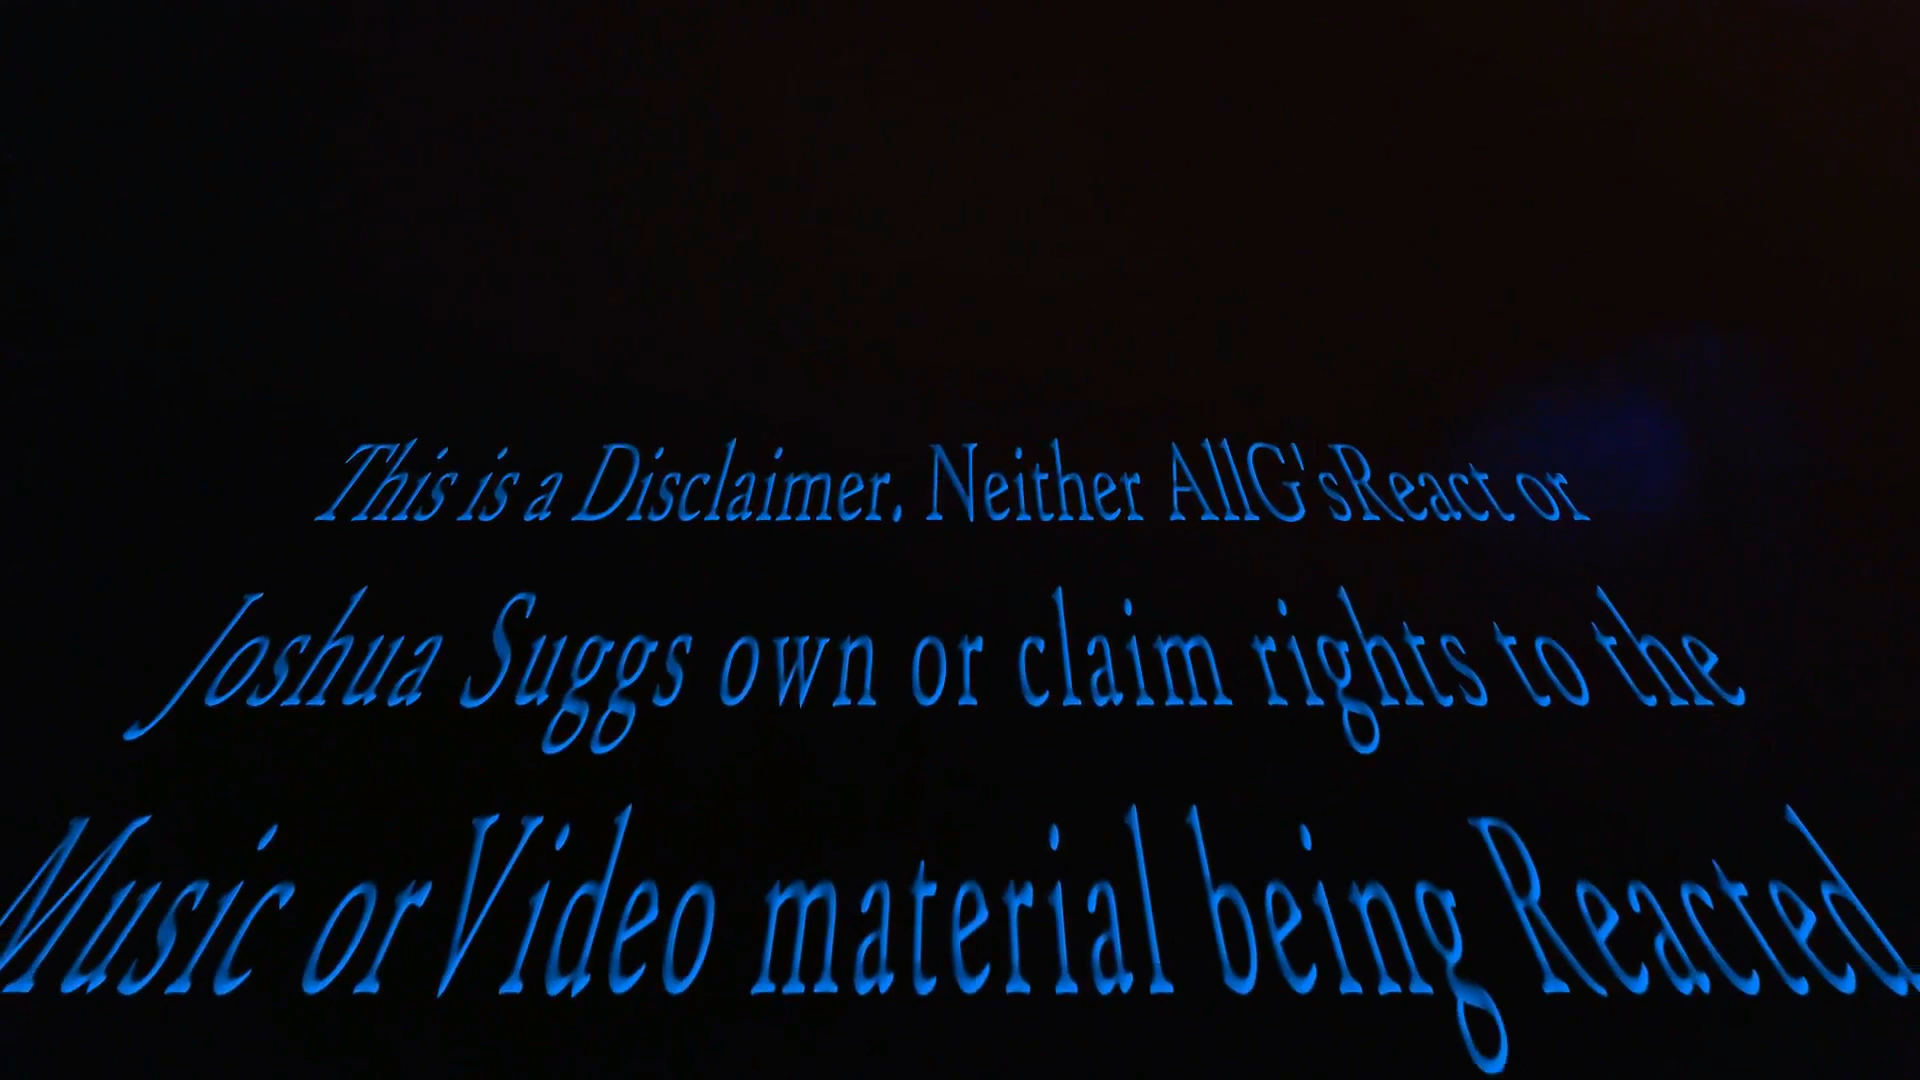 This is a Disclaimer. Neither AllG'sReact or
Joshua Suggs own or claim rights to the
Music or Video material being Reacted